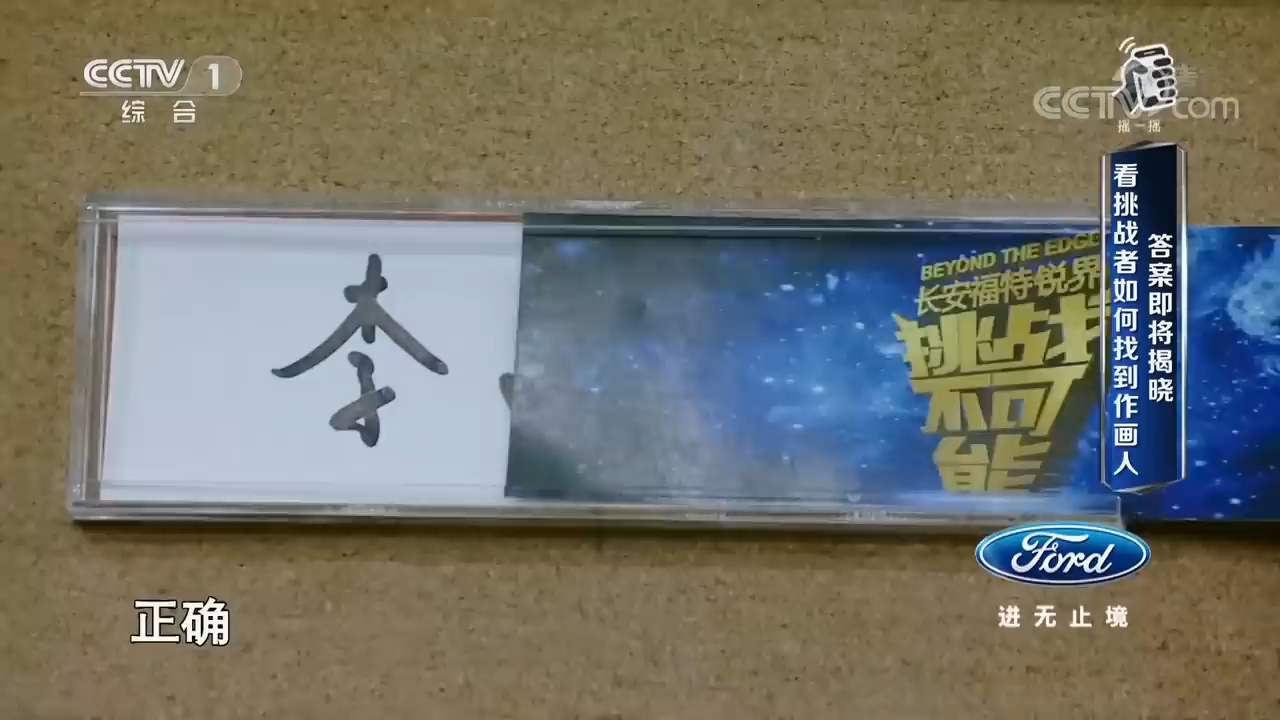 CCTV 1
综合
CCTV.com
摇一摇
看挑战者如何找到作画人
答案即将揭晓
李
BEYOND THE EDGE
长安福特锐界
挑战
不可
能
Ford
进无止境
正确